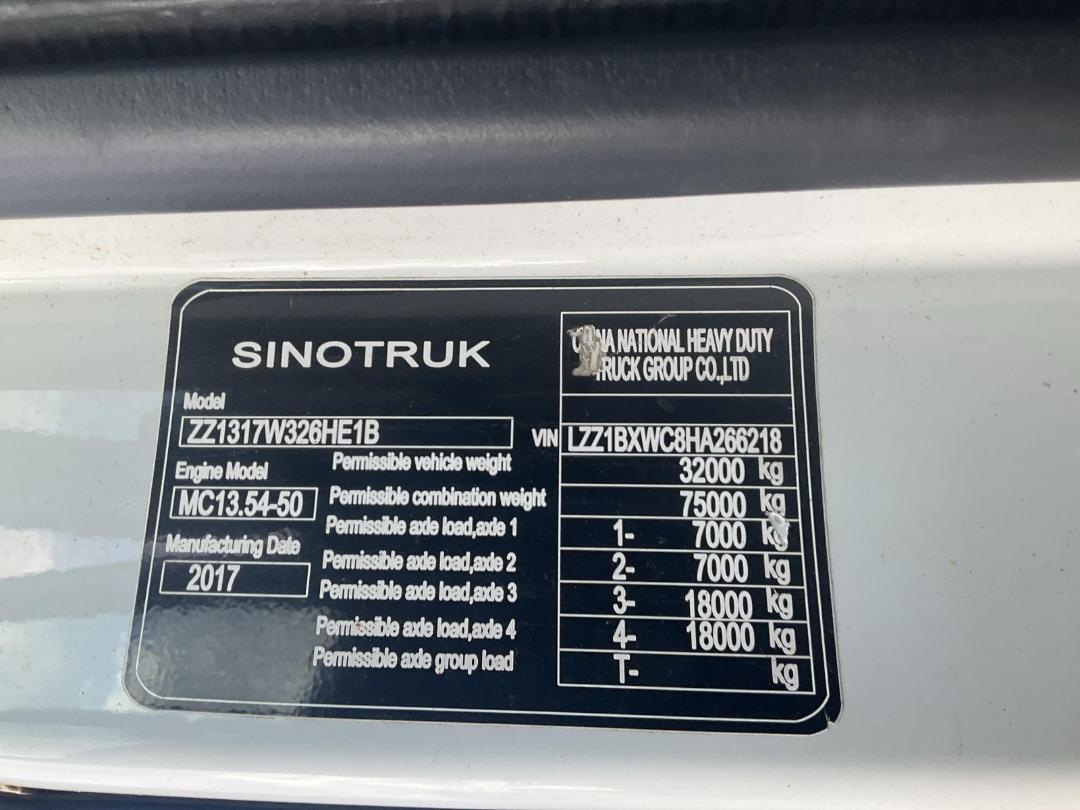 SINOTRUK
NATIONAL HEAVY DUTY
GROUP CO.,LTD
Model
ZZ1317W326HE1B
VIN LZZ1BXWC8HA266218
Engine Model
MC13.54-50
Manufacturing Date
2017
Permissible vehicle weight 32000 kg
Permissible combination weight 75000 kg
Permissible axle load,axle 1 1- 7000 kg
Permissible axle load,axle 2 2- 7000 kg
Permissible axle load,axle 3 3- 18000 kg
Permissible axle load,axle 4 4- 18000 kg
Permissible axle group load T- kg